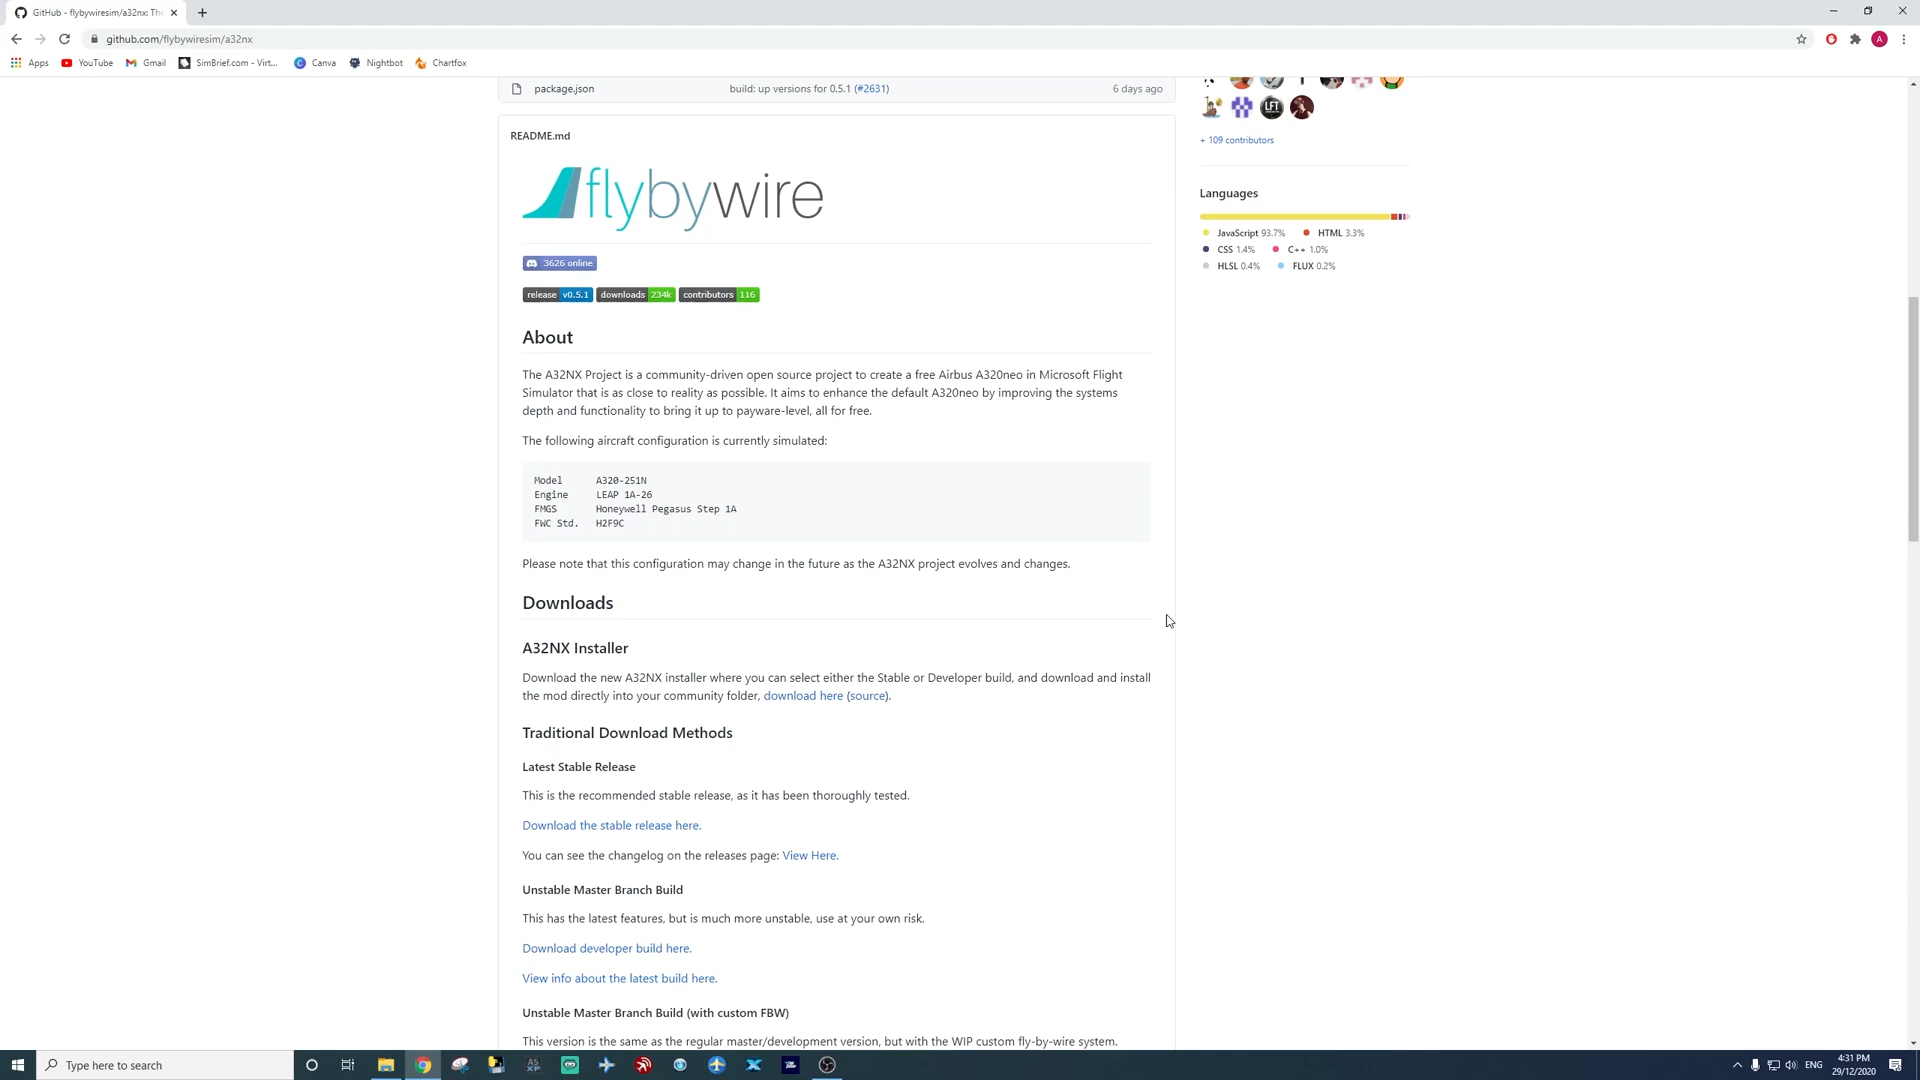 GitHub - flybywiresim/a32nx: The
github.com/flybywiresim/a32nx
Apps
YouTube
Gmail
SimBrief.com - Virt...
Canva
Nightbot
Chartfox
package.json
build: up versions for 0.5.1 (#2631)
6 days ago
LFT
+ 109 contributors
README.md
flybywire
Languages
JavaScript 93.7%
HTML 3.3%
CSS 1.4%
C++ 1.0%
HLSL 0.4%
FLUX 0.2%
3626 online
release v0.5.1
downloads 234k
contributors 116
About
The A32NX Project is a community-driven open source project to create a free Airbus A320neo in Microsoft Flight
Simulator that is as close to reality as possible. It aims to enhance the default A320neo by improving the systems
depth and functionality to bring it up to payware-level, all for free.
The following aircraft configuration is currently simulated:
Model A320-251N
Engine LEAP 1A-26
FMGS Honeywell Pegasus Step 1A
FWC Std. H2F9C
Please note that this configuration may change in the future as the A32NX project evolves and changes.
Downloads
A32NX Installer
Download the new A32NX installer where you can select either the Stable or Developer build, and download and install
the mod directly into your community folder, download here (source).
Traditional Download Methods
Latest Stable Release
This is the recommended stable release, as it has been thoroughly tested.
Download the stable release here.
You can see the changelog on the releases page: View Here.
Unstable Master Branch Build
This has the latest features, but is much more unstable, use at your own risk.
Download developer build here.
View info about the latest build here.
Unstable Master Branch Build (with custom FBW)
This version is the same as the regular master/development version, but with the WIP custom fly-by-wire system.
Type here to search
ENG
4:31 PM
29/12/2020